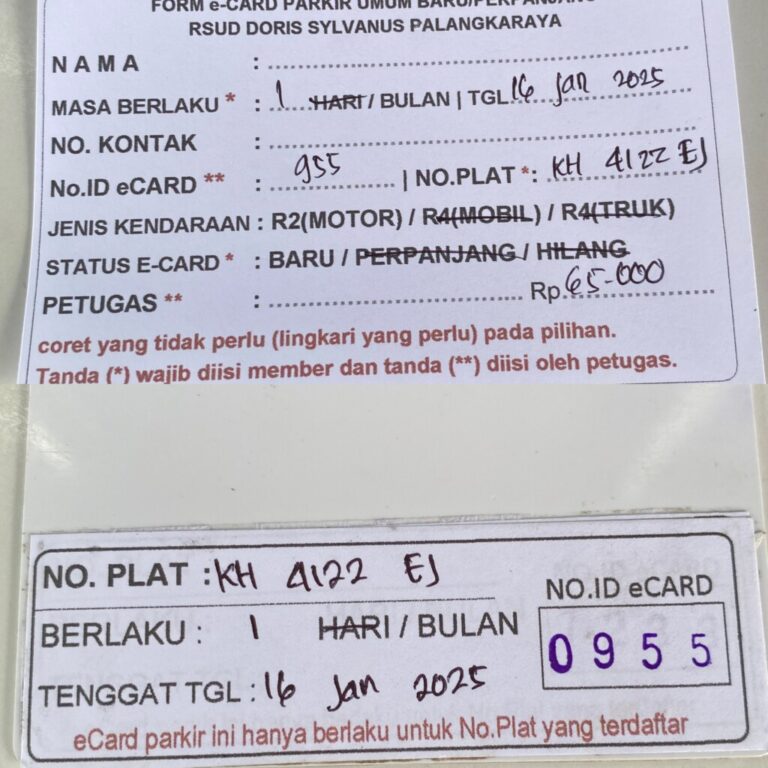 FORM e-CARD PARKIR UMUM BARU/PERPANJANG
RSUD DORIS SYLVANUS PALANGKARAYA
NAMA :
MASA BERLAKU * : 1 HARI / BULAN | TGL. 16 Jan 2025
NO. KONTAK :
No.ID eCARD ** : 955 | NO.PLAT *: KH 4122 EJ
JENIS KENDARAAN : R2(MOTOR) / R4(MOBIL) / R4(TRUK)
STATUS E-CARD * : BARU / PERPANJANG / HILANG
PETUGAS ** : Rp. 65-000
coret yang tidak perlu (lingkari yang perlu) pada pilihan.
Tanda (*) wajib diisi member dan tanda (**) diisi oleh petugas.
NO. PLAT : KH 4122 EJ
NO.ID eCARD
BERLAKU : 1 HARI / BULAN
0955
TENGGAT TGL : 16 Jan 2025
eCard parkir ini hanya berlaku untuk No.Plat yang terdaftar